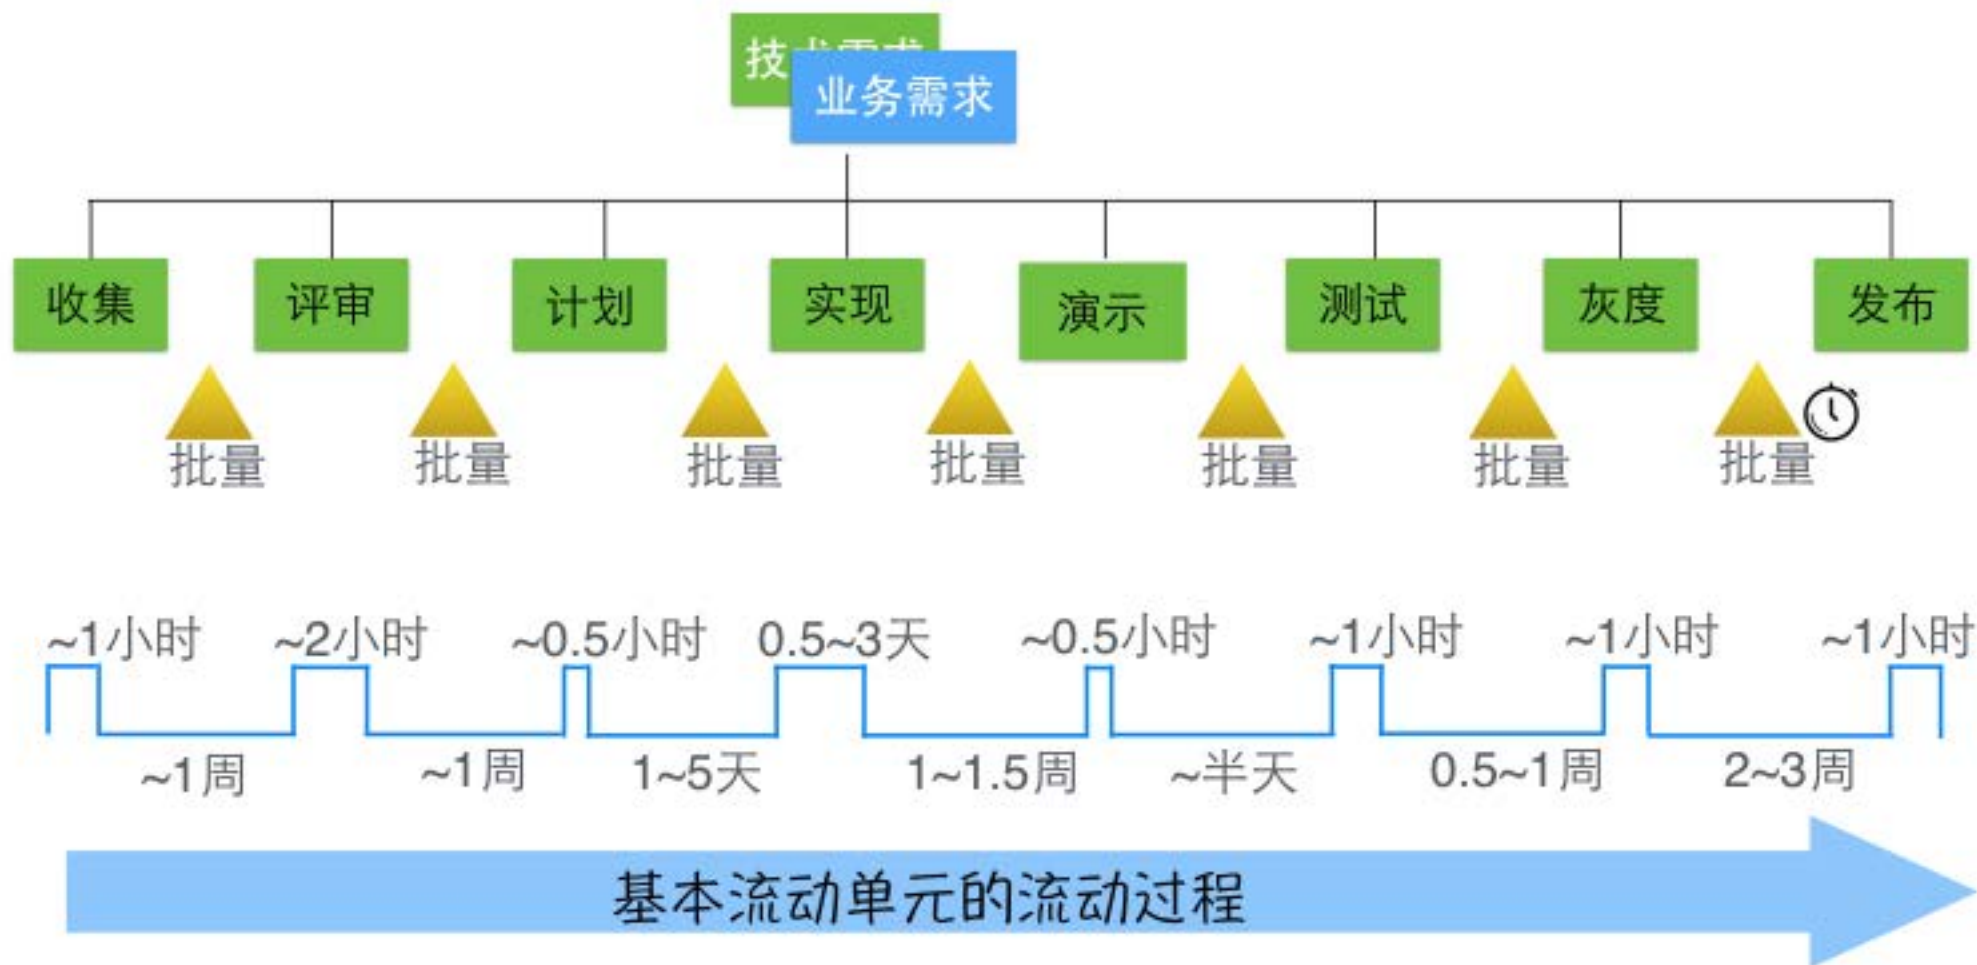 技术需求
业务需求
收集 评审 计划 实现 演示 测试 灰度 发布
批量 批量 批量 批量 批量 批量 批量
~1小时 ~2小时 ~0.5小时 0.5~3天 ~0.5小时 ~1小时 ~1小时 ~1小时
~1周 ~1周 1~5天 1~1.5周 ~半天 0.5~1周 2~3周
基本流动单元的流动过程